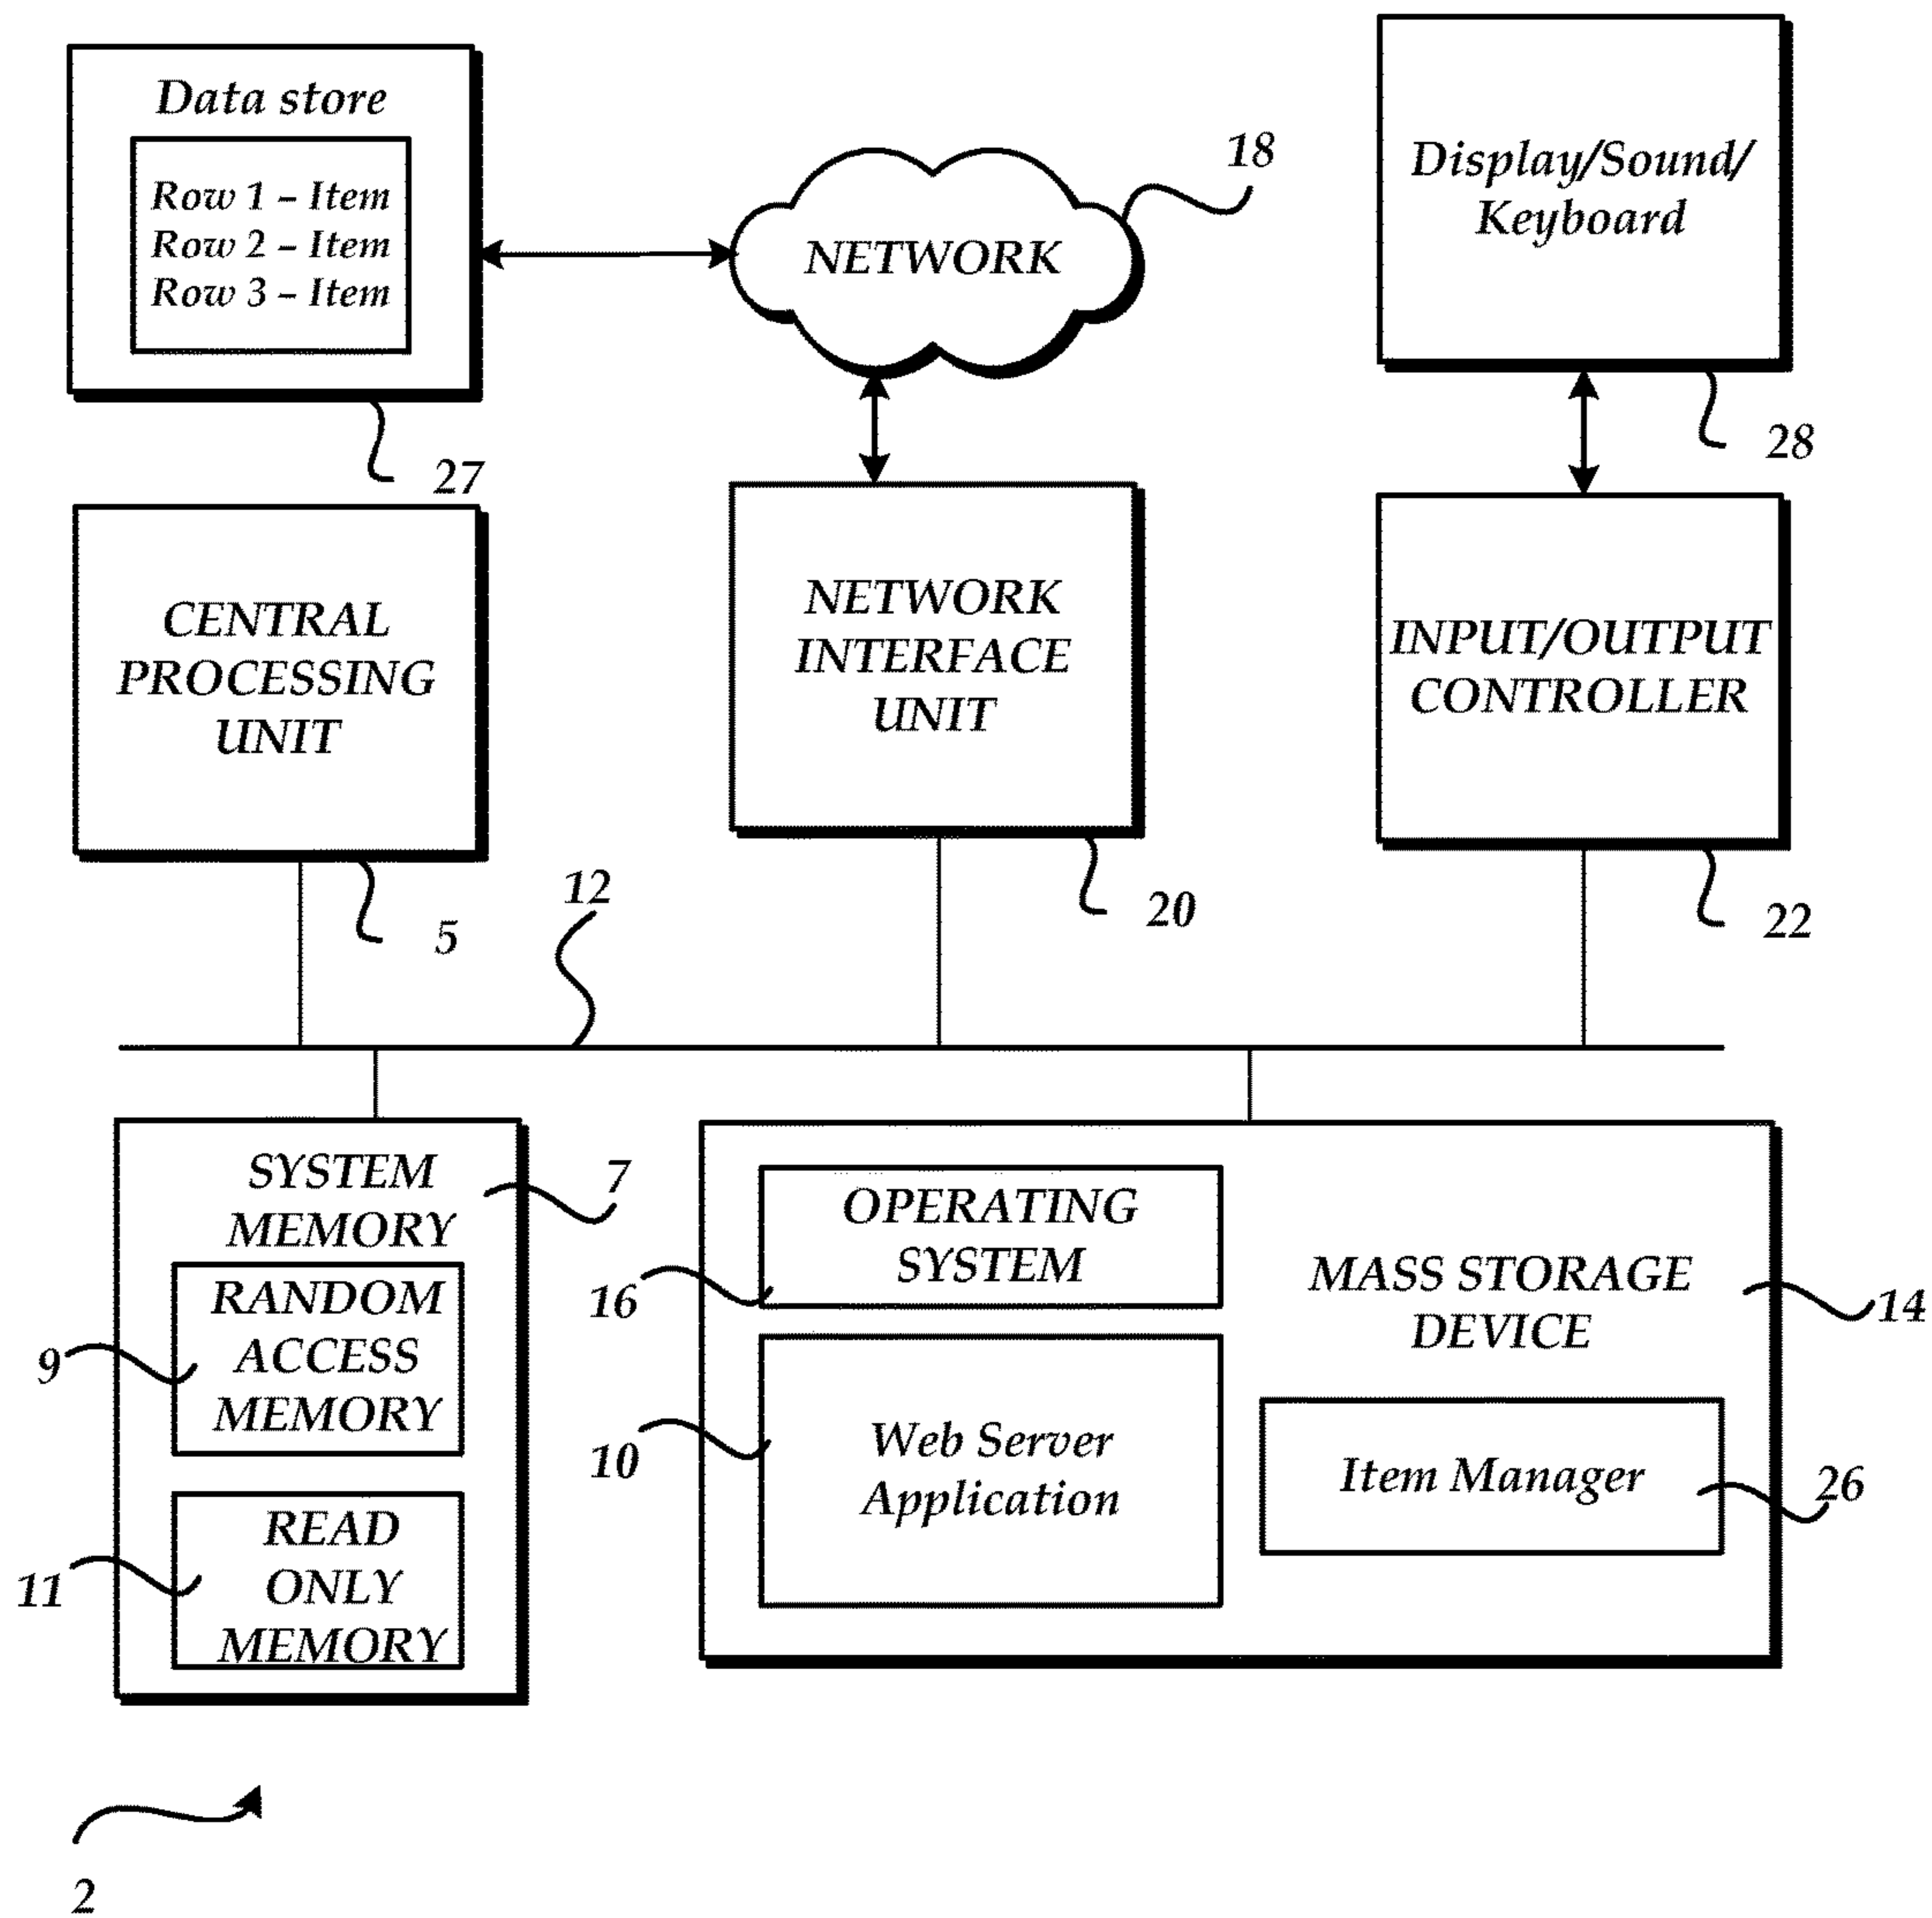 Data store
Row 1 – Item
Row 2 – Item
Row 3 – Item
27
NETWORK
18
Display/Sound/
Keyboard
28
CENTRAL
PROCESSING
UNIT
5
NETWORK
INTERFACE
UNIT
20
INPUT/OUTPUT
CONTROLLER
22
12
SYSTEM
MEMORY
7
RANDOM
ACCESS
MEMORY
9
READ
ONLY
MEMORY
11
OPERATING
SYSTEM
16
Web Server
Application
10
MASS STORAGE
DEVICE
14
Item Manager
26
2